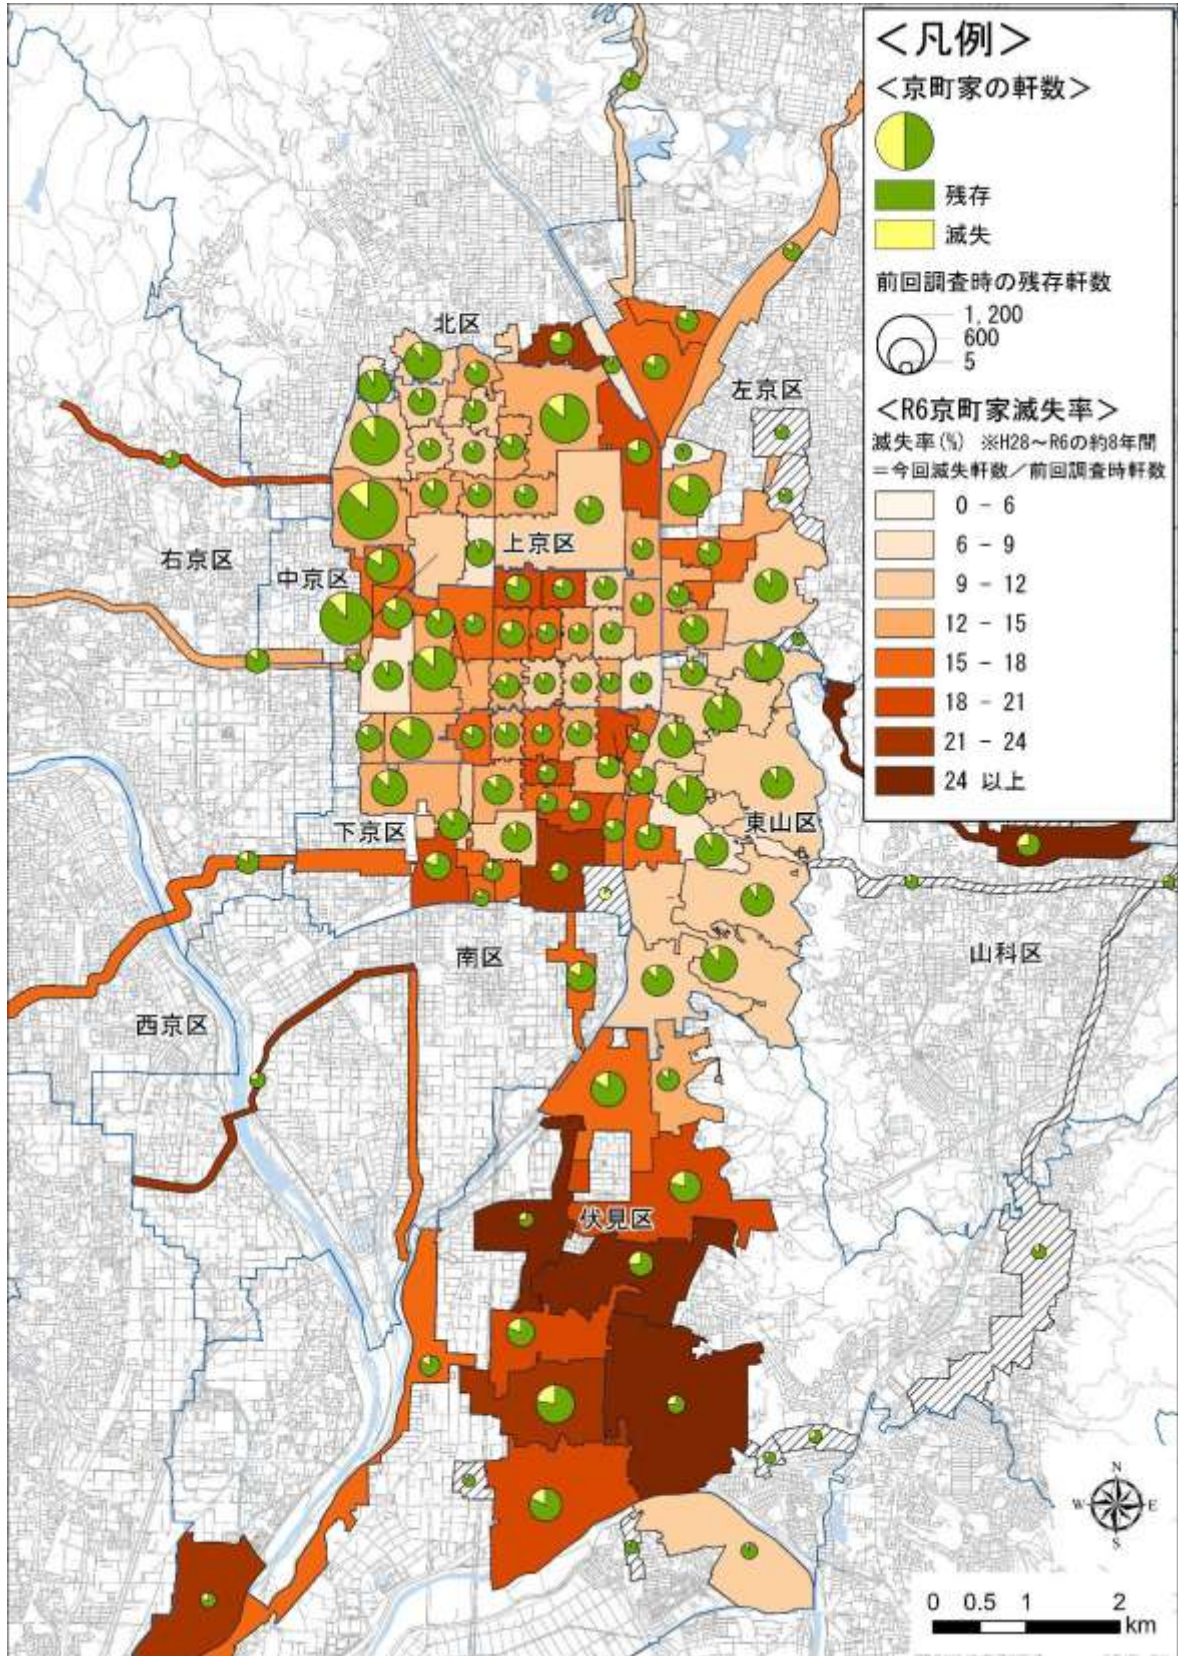 ＜凡例＞
＜京町家の軒数＞
残存
滅失
前回調査時の残存軒数
1,200
600
5
＜R6京町家滅失率＞
滅失率(%) ※H28～R6の約8年間
＝今回滅失軒数／前回調査時軒数
0 - 6
6 - 9
9 - 12
12 - 15
15 - 18
18 - 21
21 - 24
24 以上
北区
左京区
上京区
右京区
中京区
下京区
東山区
南区
山科区
西京区
伏見区
N
W
E
S
0 0.5 1 2
km